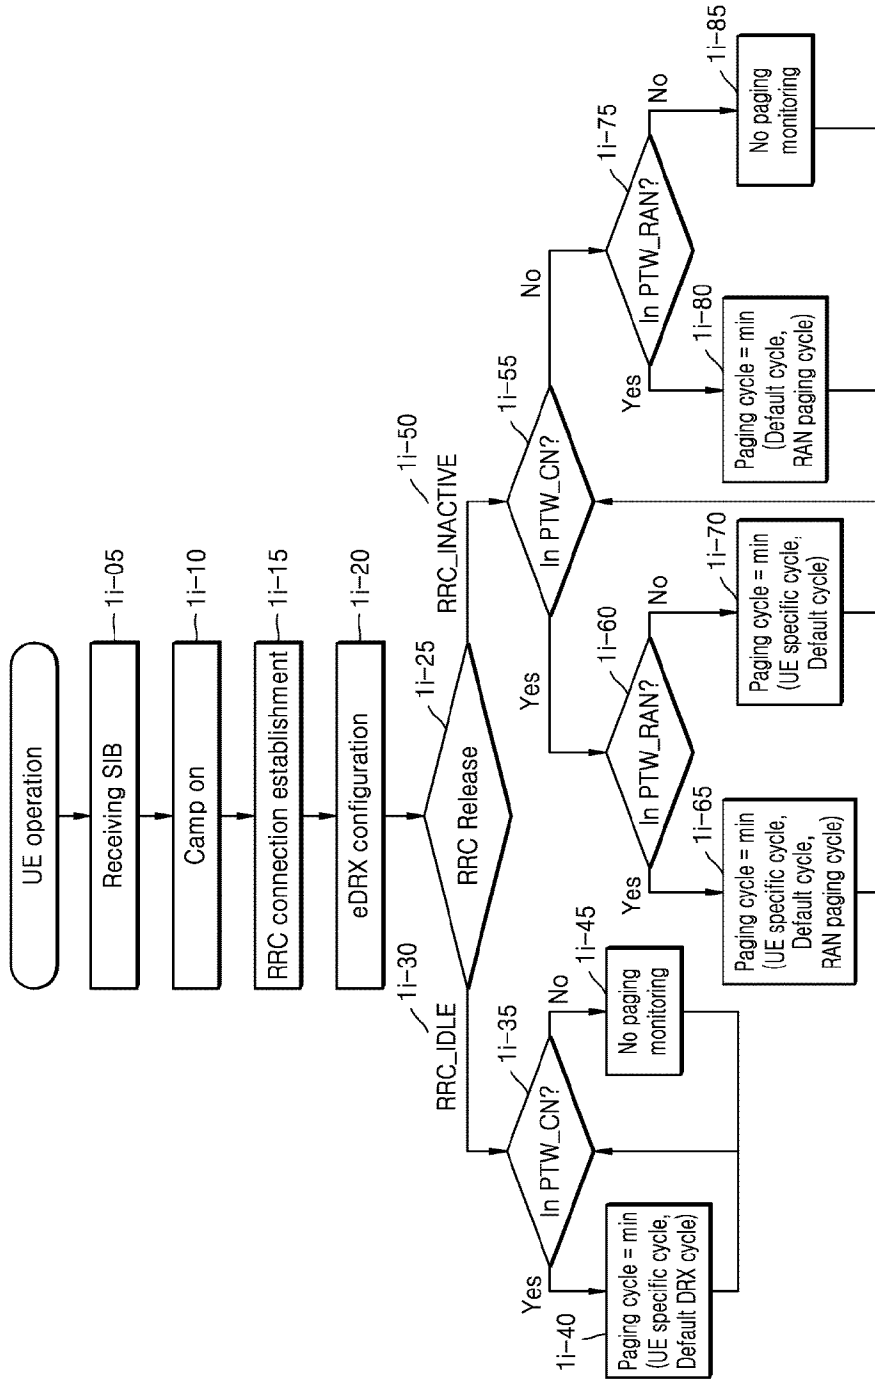 UE operation
Receiving SIB
1i-05
Camp on
1i-10
RRC connection establishment
1i-15
eDRX configuration
1i-20
RRC Release
1i-25
RRC_IDLE
1i-30
In PTW_CN?
1i-35
Yes
No
1i-40
Paging cycle = min
(UE specific cycle,
Default DRX cycle)
1i-45
No paging
monitoring
RRC_INACTIVE
1i-50
In PTW_CN?
1i-55
Yes
No
In PTW_RAN?
1i-60
Yes
No
1i-65
Paging cycle = min
(UE specific cycle,
Default cycle,
RAN paging cycle)
1i-70
Paging cycle = min
(UE specific cycle,
Default cycle)
In PTW_RAN?
1i-75
Yes
No
1i-80
Paging cycle = min
(Default cycle,
RAN paging cycle)
1i-85
No paging
monitoring